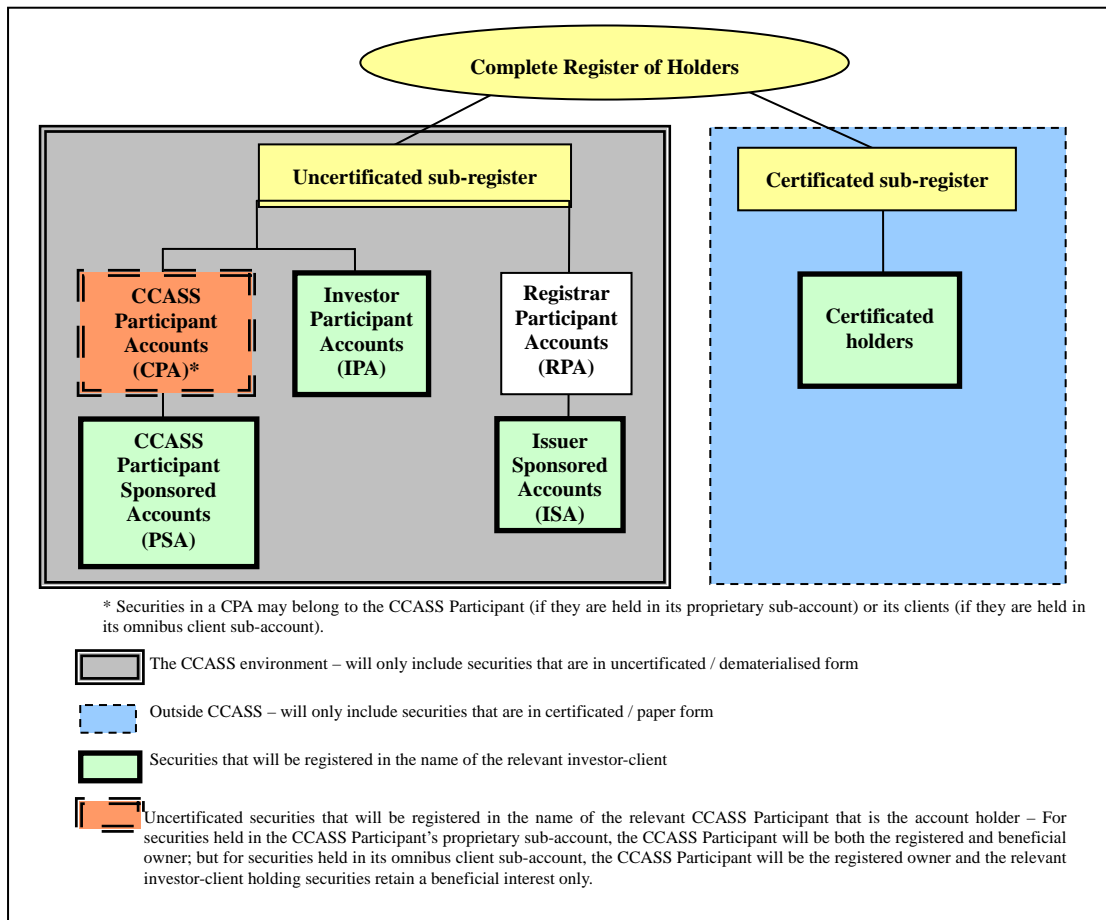 Complete Register of Holders
Uncertificated sub-register
Certificated sub-register
CCASS
Participant
Accounts
(CPA)*
Investor
Participant
Accounts
(IPA)
Registrar
Participant
Accounts
(RPA)
Certificated
holders
CCASS
Participant
Sponsored
Accounts
(PSA)
Issuer
Sponsored
Accounts
(ISA)
* Securities in a CPA may belong to the CCASS Participant (if they are held in its proprietary sub-account) or its clients (if they are held in
its omnibus client sub-account).
The CCASS environment – will only include securities that are in uncertificated / dematerialised form
Outside CCASS – will only include securities that are in certificated / paper form
Securities that will be registered in the name of the relevant investor-client
Uncertificated securities that will be registered in the name of the relevant CCASS Participant that is the account holder – For
securities held in the CCASS Participant’s proprietary sub-account, the CCASS Participant will be both the registered and beneficial
owner; but for securities held in its omnibus client sub-account, the CCASS Participant will be the registered owner and the relevant
investor-client holding securities retain a beneficial interest only.